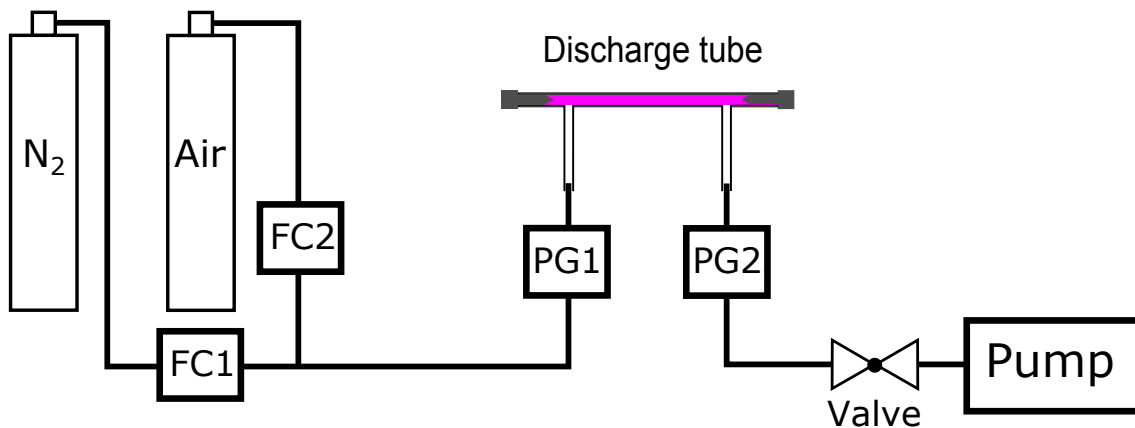 Discharge tube
N₂
Air
FC2
PG1
PG2
FC1
Pump
Valve